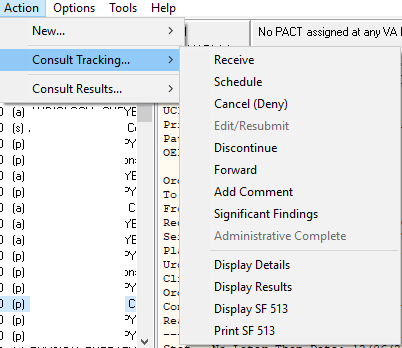 Action Options Tools Help
New... >
No PACT assigned at any VA
Consult Tracking... >
Consult Results... >
Receive
Schedule
Cancel (Deny)
Edit/Resubmit
Discontinue
Forward
Add Comment
Significant Findings
Administrative Complete
Display Details
Display Results
Display SF 513
Print SF 513
(a)
(s) .
(p)
(a)
(p)
(p)
(a)
(p)
(p)
(p)
(p)